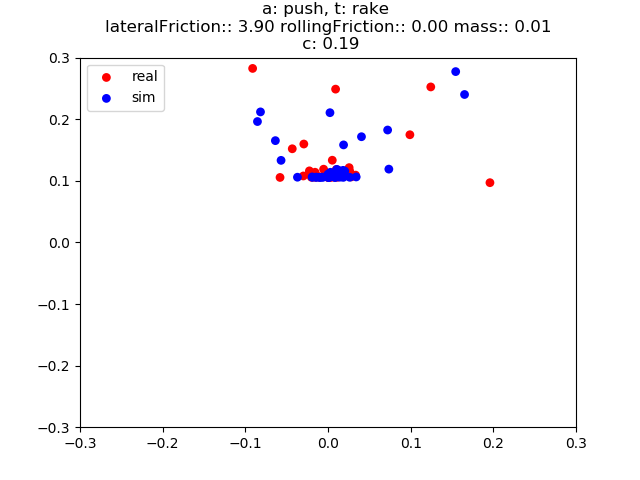 a: push, t: rake
lateralFriction:: 3.90 rollingFriction:: 0.00 mass:: 0.01
c: 0.19
real
sim
0.3
0.2
0.1
0.0
−0.1
−0.2
−0.3
−0.3
−0.2
−0.1
0.0
0.1
0.2
0.3